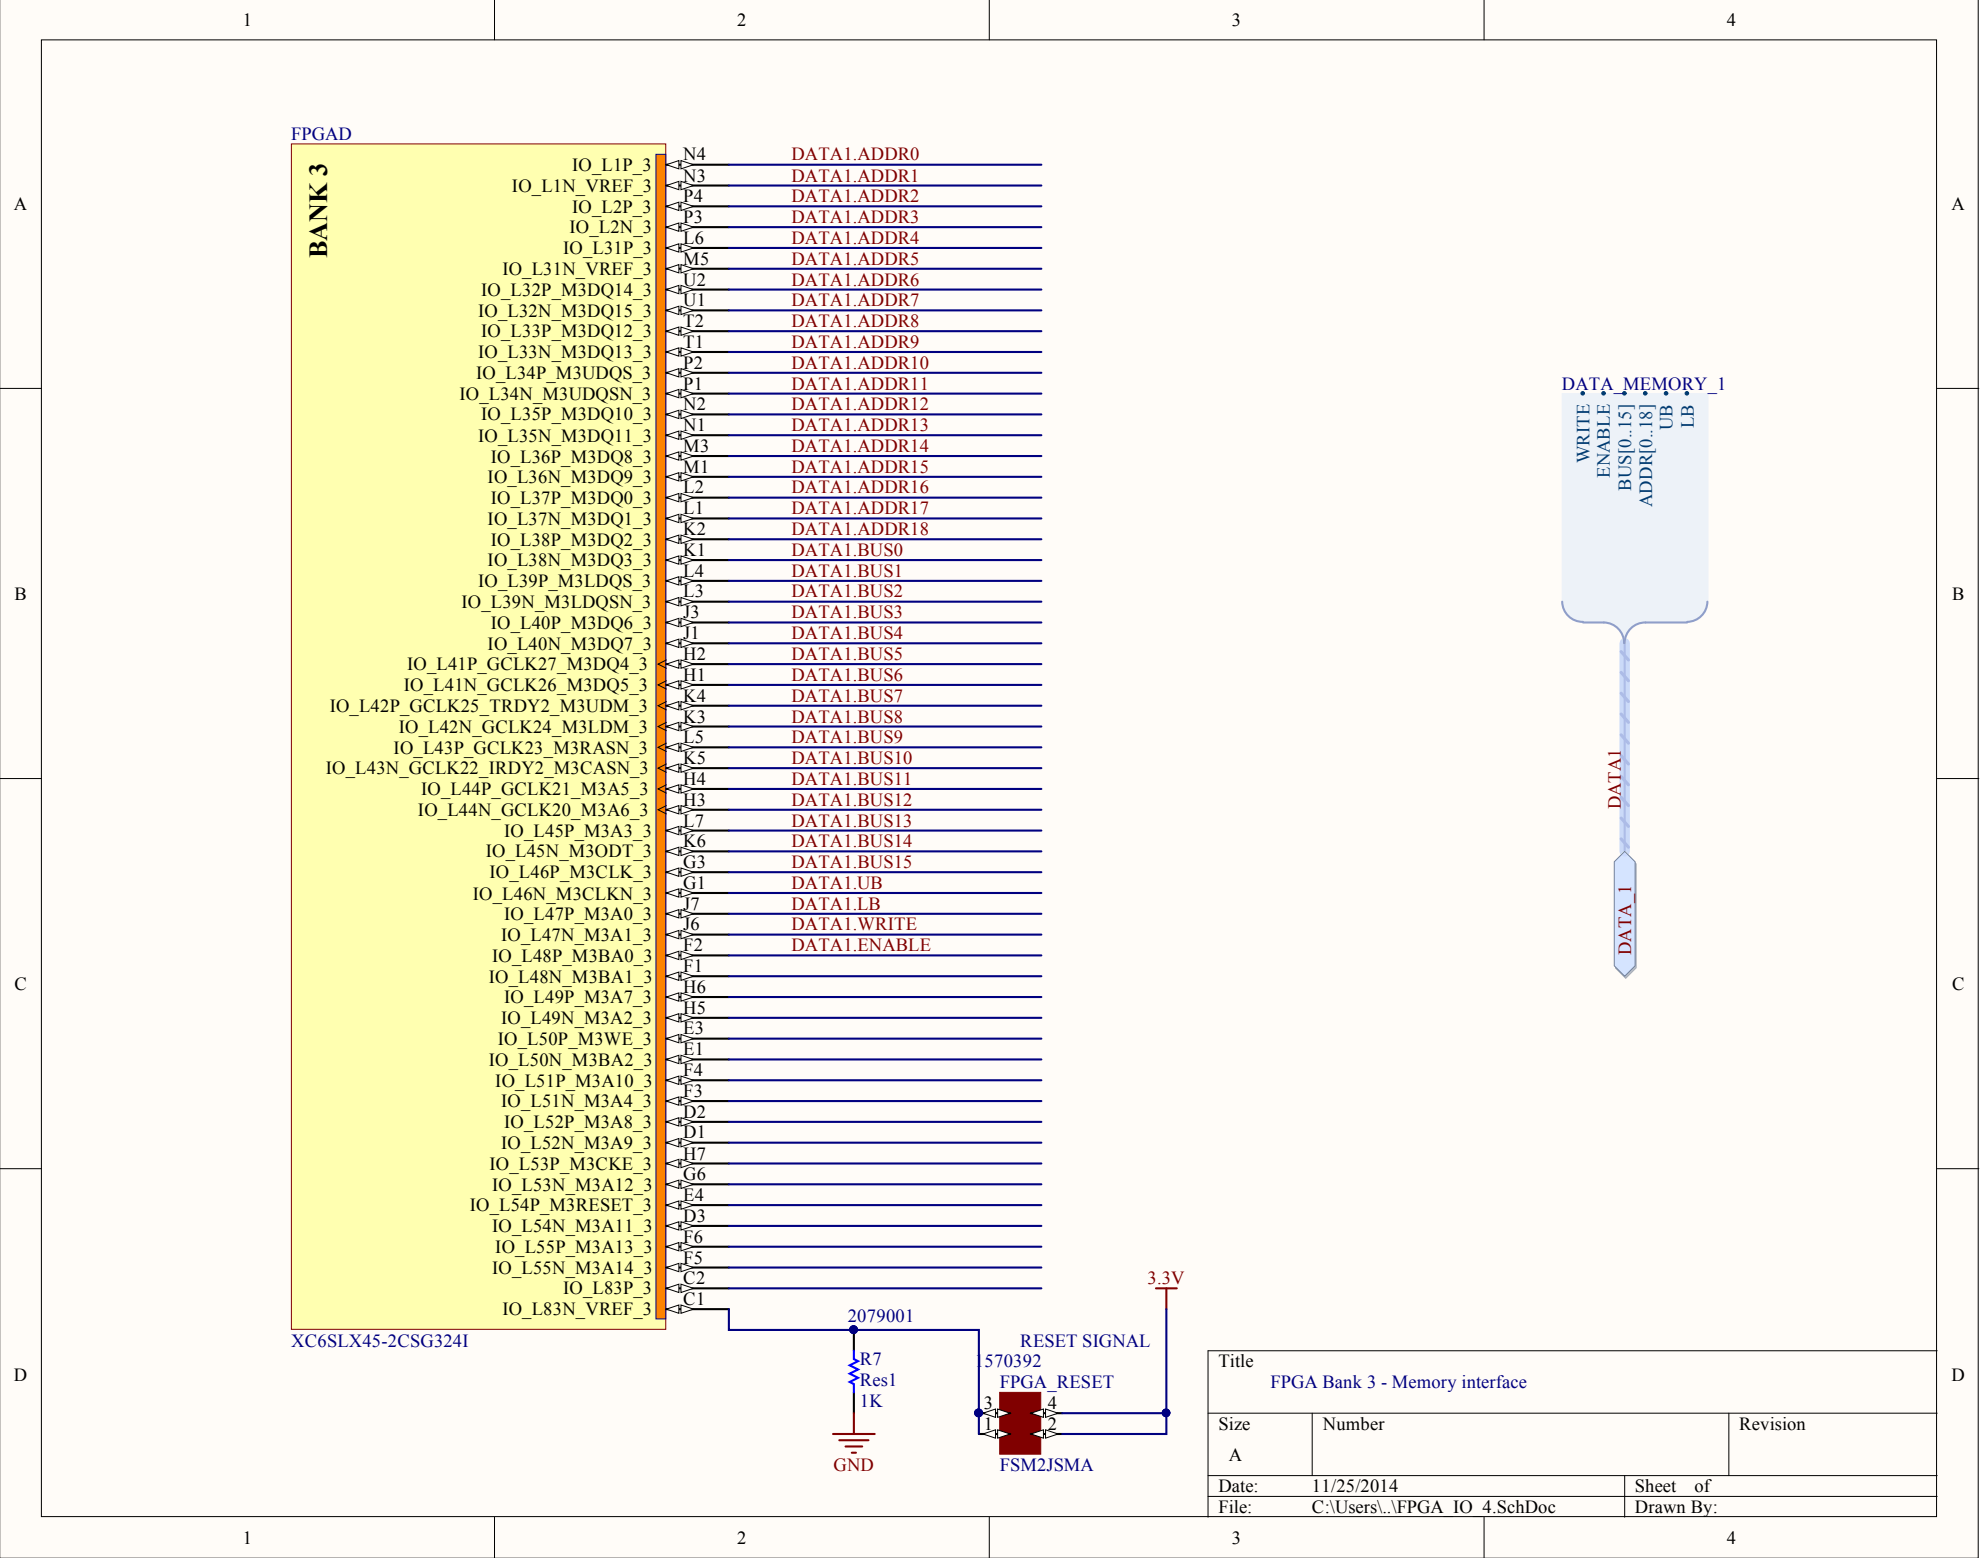 1 2 3 4
A A
B B
C C
D D
FPGAD
BANK 3
IO_L1P_3 N4 DATA1.ADDR0
IO_L1N_VREF_3 N3 DATA1.ADDR1
IO_L2P_3 P4 DATA1.ADDR2
IO_L2N_3 P3 DATA1.ADDR3
IO_L31P_3 L6 DATA1.ADDR4
IO_L31N_VREF_3 M5 DATA1.ADDR5
IO_L32P_M3DQ14_3 U2 DATA1.ADDR6
IO_L32N_M3DQ15_3 U1 DATA1.ADDR7
IO_L33P_M3DQ12_3 T2 DATA1.ADDR8
IO_L33N_M3DQ13_3 T1 DATA1.ADDR9
IO_L34P_M3UDQS_3 P2 DATA1.ADDR10
IO_L34N_M3UDQSN_3 P1 DATA1.ADDR11
IO_L35P_M3DQ10_3 N2 DATA1.ADDR12
IO_L35N_M3DQ11_3 N1 DATA1.ADDR13
IO_L36P_M3DQ8_3 M3 DATA1.ADDR14
IO_L36N_M3DQ9_3 M1 DATA1.ADDR15
IO_L37P_M3DQ0_3 L2 DATA1.ADDR16
IO_L37N_M3DQ1_3 L1 DATA1.ADDR17
IO_L38P_M3DQ2_3 K2 DATA1.ADDR18
IO_L38N_M3DQ3_3 K1 DATA1.BUS0
IO_L39P_M3LDQS_3 L4 DATA1.BUS1
IO_L39N_M3LDQSN_3 L3 DATA1.BUS2
IO_L40P_M3DQ6_3 J3 DATA1.BUS3
IO_L40N_M3DQ7_3 J1 DATA1.BUS4
IO_L41P_GCLK27_M3DQ4_3 H2 DATA1.BUS5
IO_L41N_GCLK26_M3DQ5_3 H1 DATA1.BUS6
IO_L42P_GCLK25_TRDY2_M3UDM_3 K4 DATA1.BUS7
IO_L42N_GCLK24_M3LDM_3 K3 DATA1.BUS8
IO_L43P_GCLK23_M3RASN_3 L5 DATA1.BUS9
IO_L43N_GCLK22_IRDY2_M3CASN_3 K5 DATA1.BUS10
IO_L44P_GCLK21_M3A5_3 H4 DATA1.BUS11
IO_L44N_GCLK20_M3A6_3 H3 DATA1.BUS12
IO_L45P_M3A3_3 L7 DATA1.BUS13
IO_L45N_M3ODT_3 K6 DATA1.BUS14
IO_L46P_M3CLK_3 G3 DATA1.BUS15
IO_L46N_M3CLKN_3 G1 DATA1.UB
IO_L47P_M3A0_3 J7 DATA1.LB
IO_L47N_M3A1_3 J6 DATA1.WRITE
IO_L48P_M3BA0_3 F2 DATA1.ENABLE
IO_L48N_M3BA1_3 F1
IO_L49P_M3A7_3 H6
IO_L49N_M3A2_3 H5
IO_L50P_M3WE_3 E3
IO_L50N_M3BA2_3 E1
IO_L51P_M3A10_3 F4
IO_L51N_M3A4_3 F3
IO_L52P_M3A8_3 D2
IO_L52N_M3A9_3 D1
IO_L53P_M3CKE_3 H7
IO_L53N_M3A12_3 G6
IO_L54P_M3RESET_3 E4
IO_L54N_M3A11_3 D3
IO_L55P_M3A13_3 F6
IO_L55N_M3A14_3 F5
IO_L83P_3 C2
IO_L83N_VREF_3 C1
XC6SLX45-2CSG324I
DATA_MEMORY_1
WRITE
ENABLE
BUS[0..15]
ADDR[0..18]
UB
LB
DATA1
DATA_1
2079001
R7
Res1
1K
GND
3.3V
RESET SIGNAL
1570392
FPGA_RESET
3 4
1 2
FSM2JSMA
Title
FPGA Bank 3 - Memory interface
Size Number Revision
A
Date: 11/25/2014 Sheet of
File: C:\Users\..\FPGA_IO_4.SchDoc Drawn By:
1 2 3 4